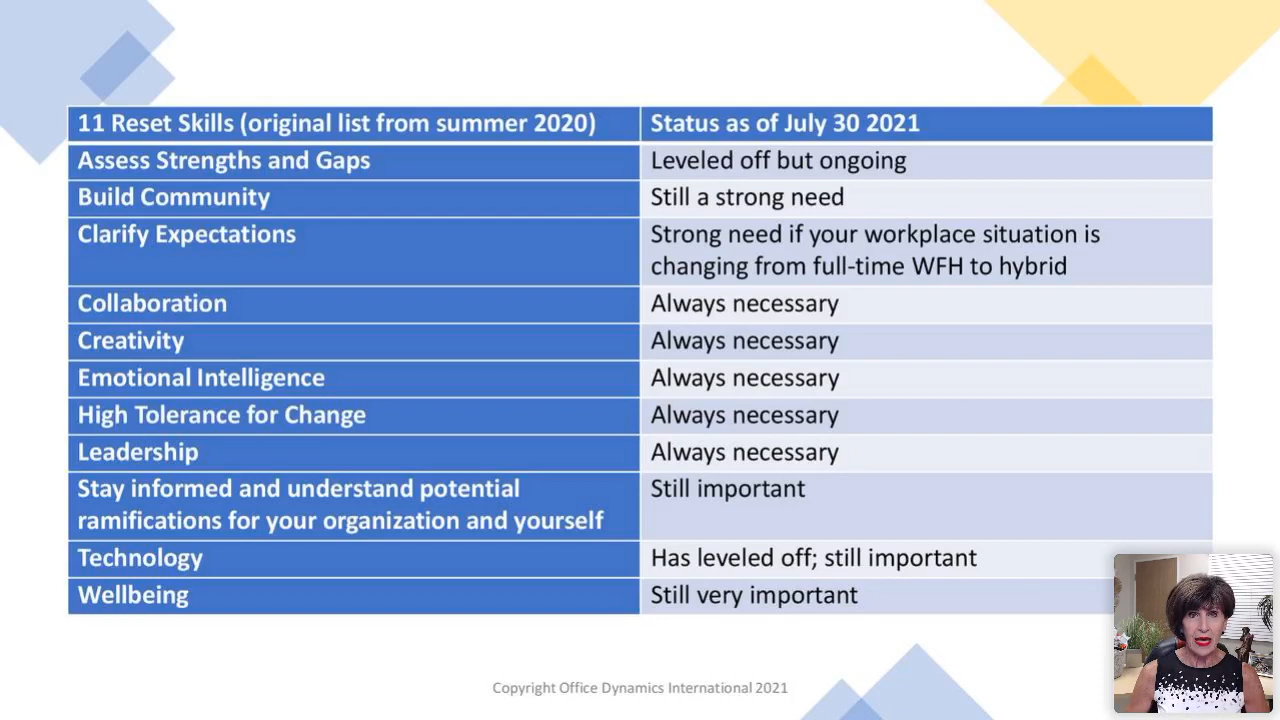 11 Reset Skills (original list from summer 2020)
Status as of July 30 2021
Assess Strengths and Gaps
Leveled off but ongoing
Build Community
Still a strong need
Clarify Expectations
Strong need if your workplace situation is
changing from full-time WFH to hybrid
Collaboration
Always necessary
Creativity
Always necessary
Emotional Intelligence
Always necessary
High Tolerance for Change
Always necessary
Leadership
Always necessary
Stay informed and understand potential
ramifications for your organization and yourself
Still important
Technology
Has leveled off; still important
Wellbeing
Still very important
Copyright Office Dynamics International 2021